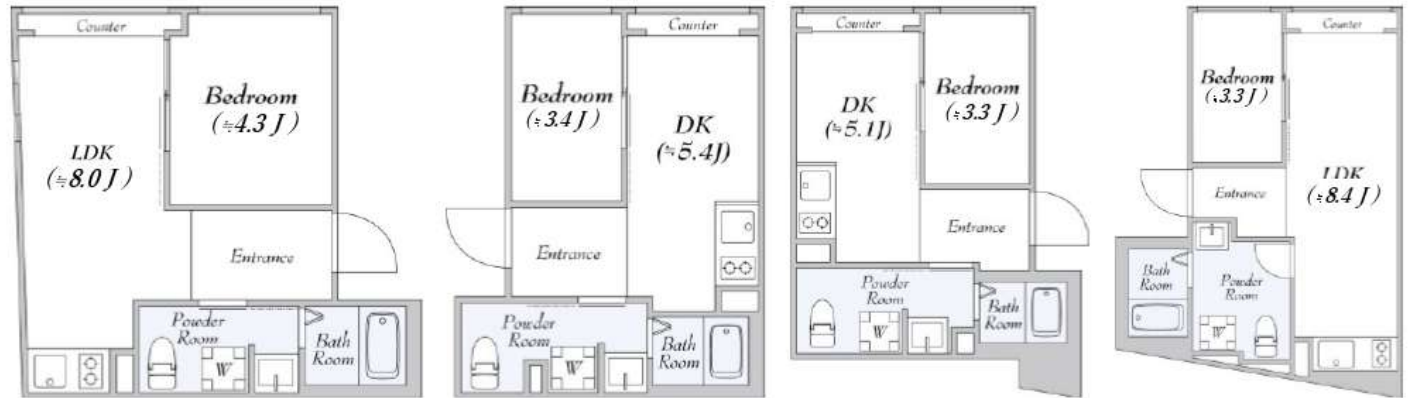 Counter
Bedroom
(≒4.3 J)
LDK
(≒8.0 J)
Entrance
Powder
Room
Bath
Room
W
Counter
Bedroom
(≒3.4 J)
DK
(≒5.4J)
Entrance
Powder
Room
Bath
Room
W
Counter
DK
(≒5.1J)
Bedroom
(≒3.3 J)
Entrance
Powder
Room
Bath
Room
W
Counter
Bedroom
(≒3.3 J)
LDK
(≒8.4 J)
Entrance
Bath
Room
Powder
Room
W